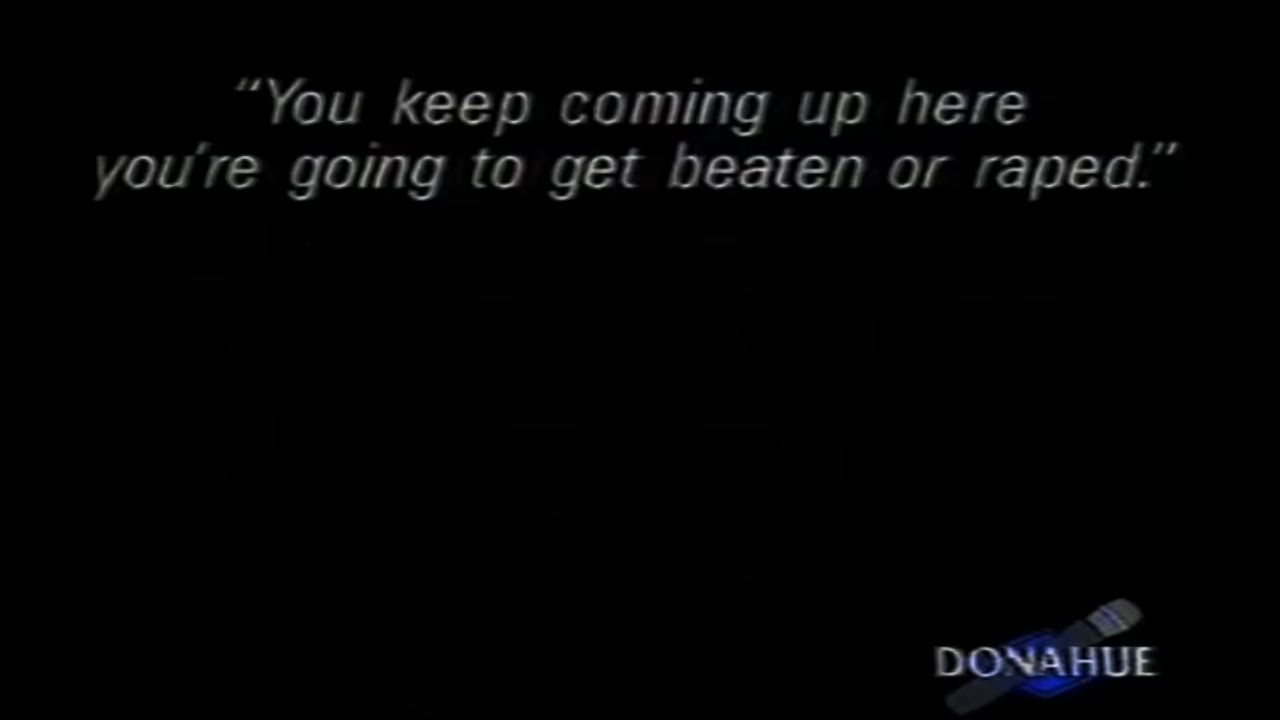 “You keep coming up here
you’re going to get beaten or raped.”
DONAHUE